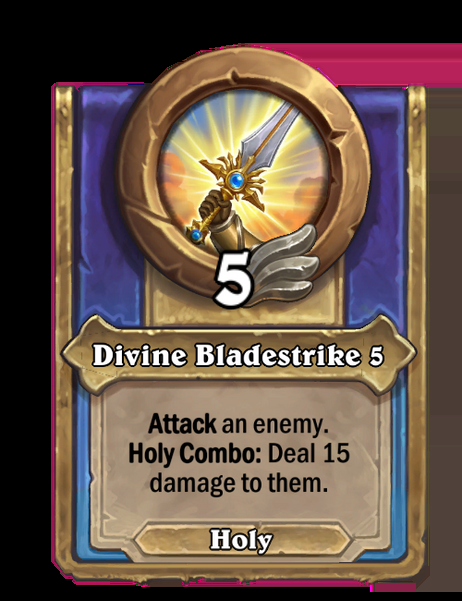 5
Divine Bladestrike 5
Attack an enemy.
Holy Combo: Deal 15
damage to them.
Holy